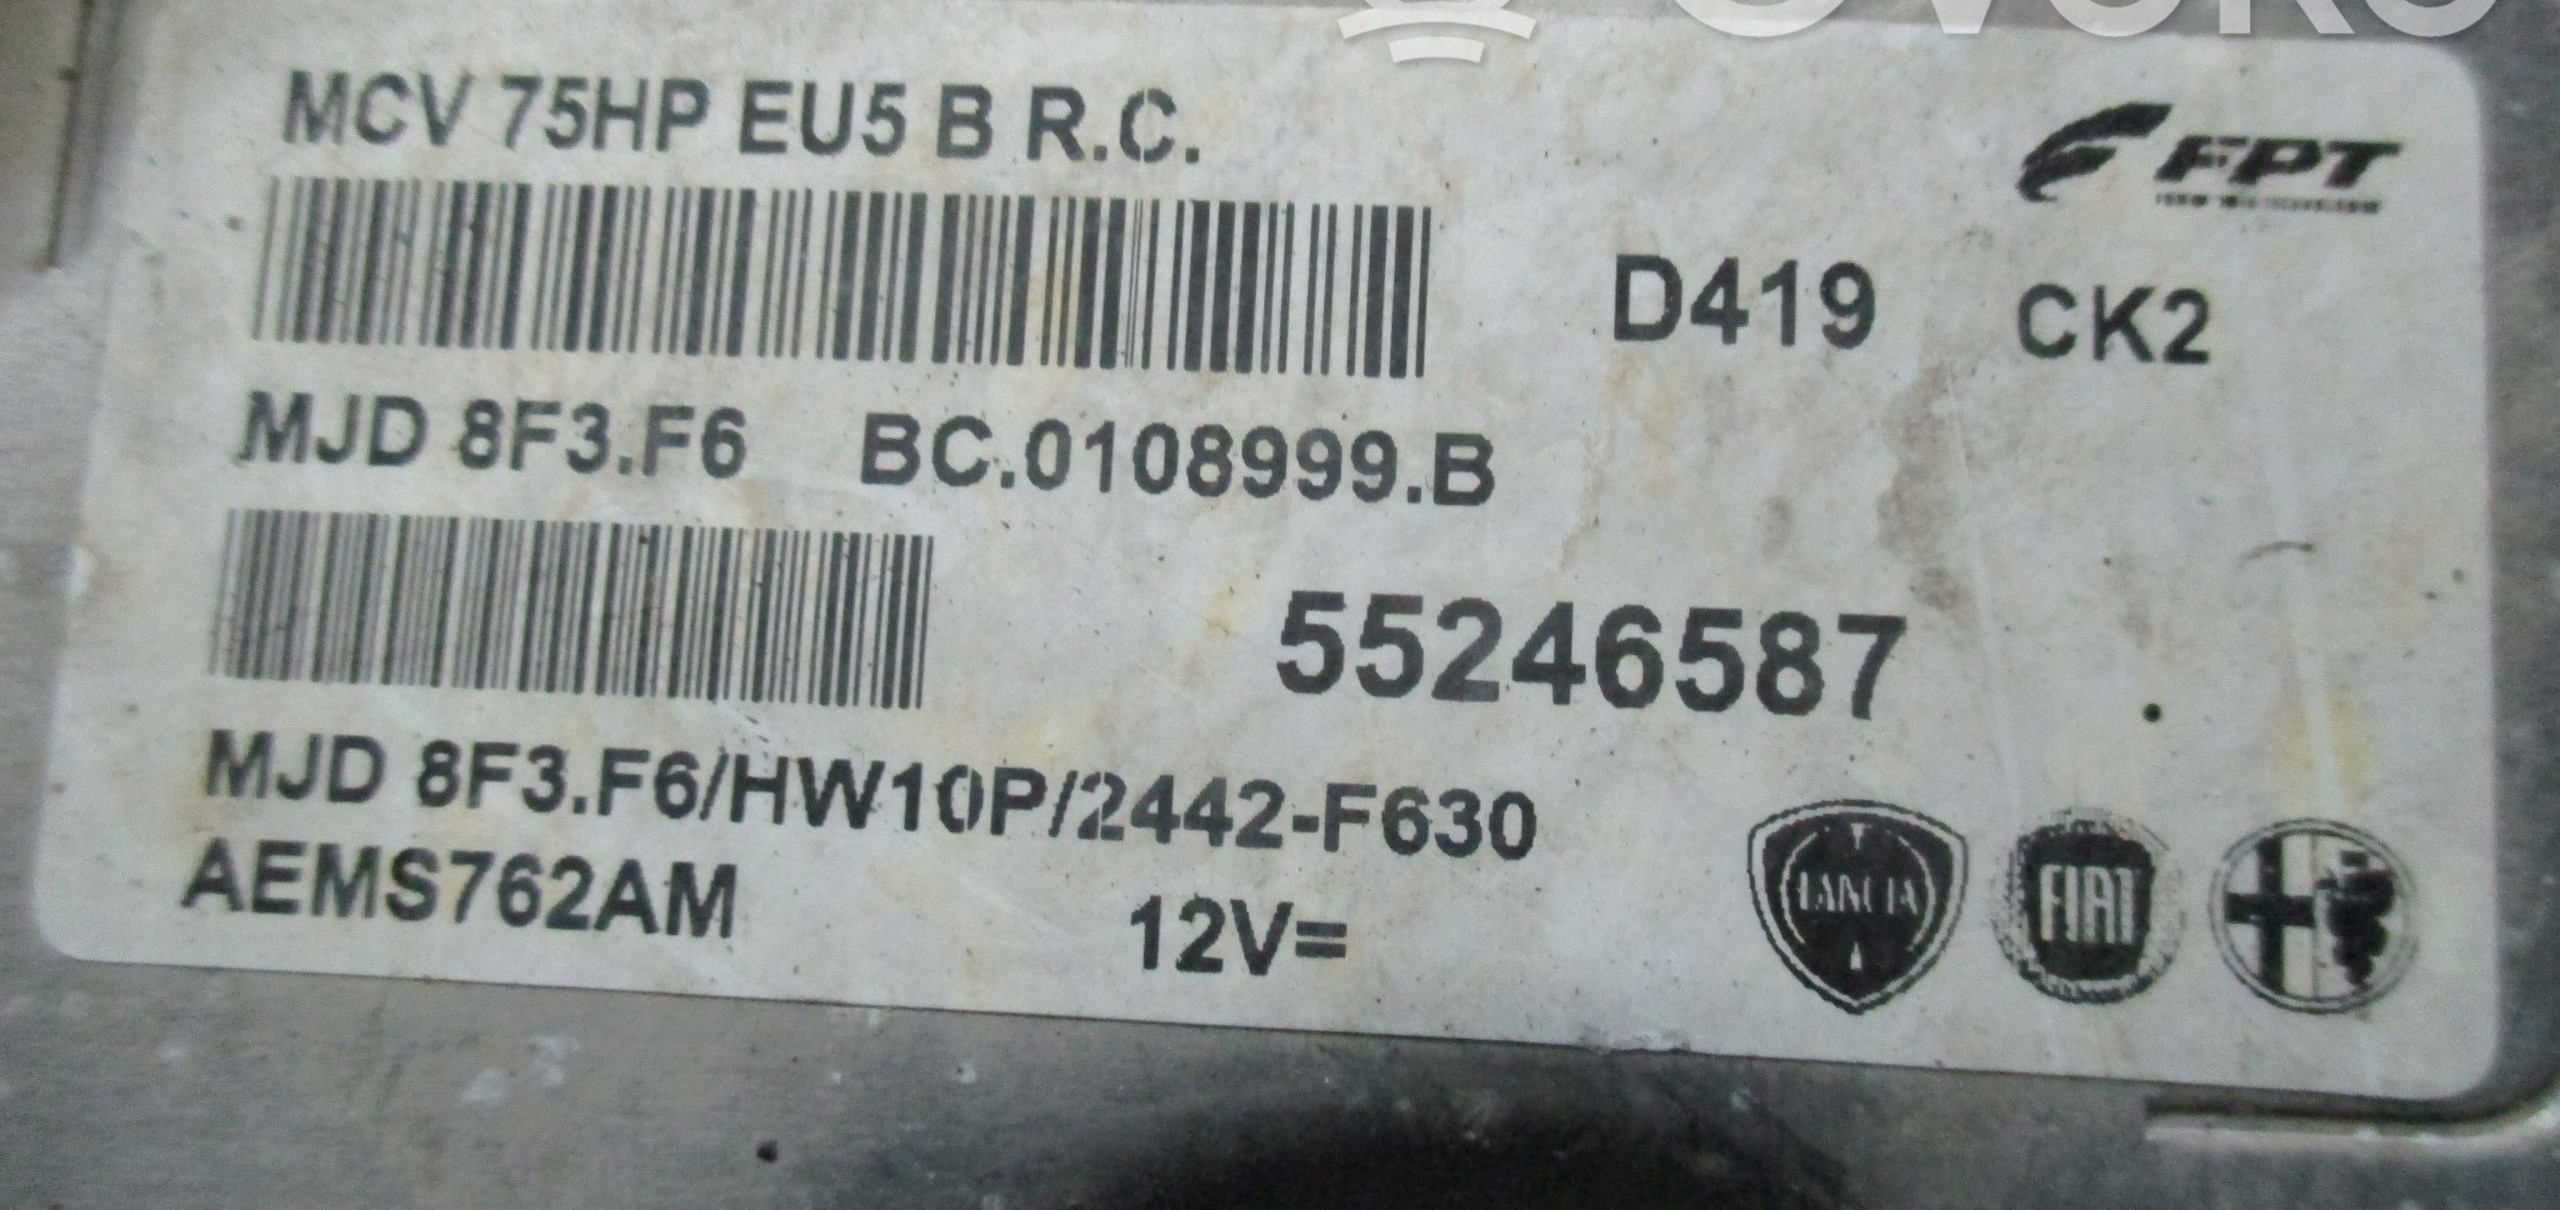 MCV 75HP EU5 B R.C.
FPT
D419 CK2
MJD 8F3.F6 BC.0108999.B
55246587
MJD 8F3.F6/HW10P/2442-F630
AEMS762AM
12V=
LANCIA
FIAT